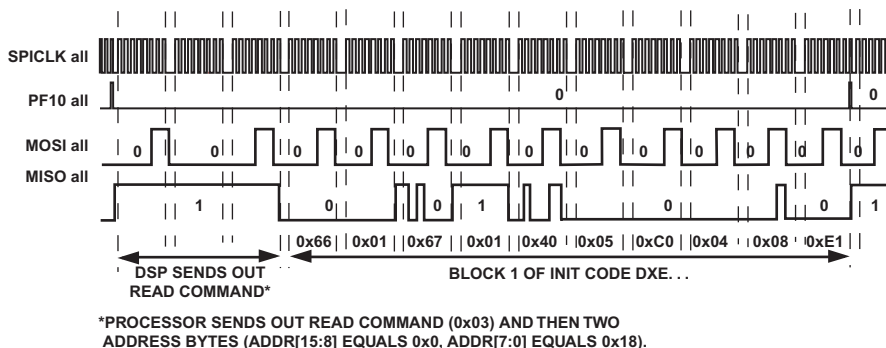 SPICLK all
PF10 all
0
0
MOSI all
0
0
0
0
0
0
0
0
0
0
0
0
0
MISO all
1
0
0
1
0
0
1
0x66
0x01
0x67
0x01
0x40
0x05
0xC0
0x04
0x08
0xE1
DSP SENDS OUT
READ COMMAND*
BLOCK 1 OF INIT CODE DXE. . .
*PROCESSOR SENDS OUT READ COMMAND (0x03) AND THEN TWO
ADDRESS BYTES (ADDR[15:8] EQUALS 0x0, ADDR[7:0] EQUALS 0x18).